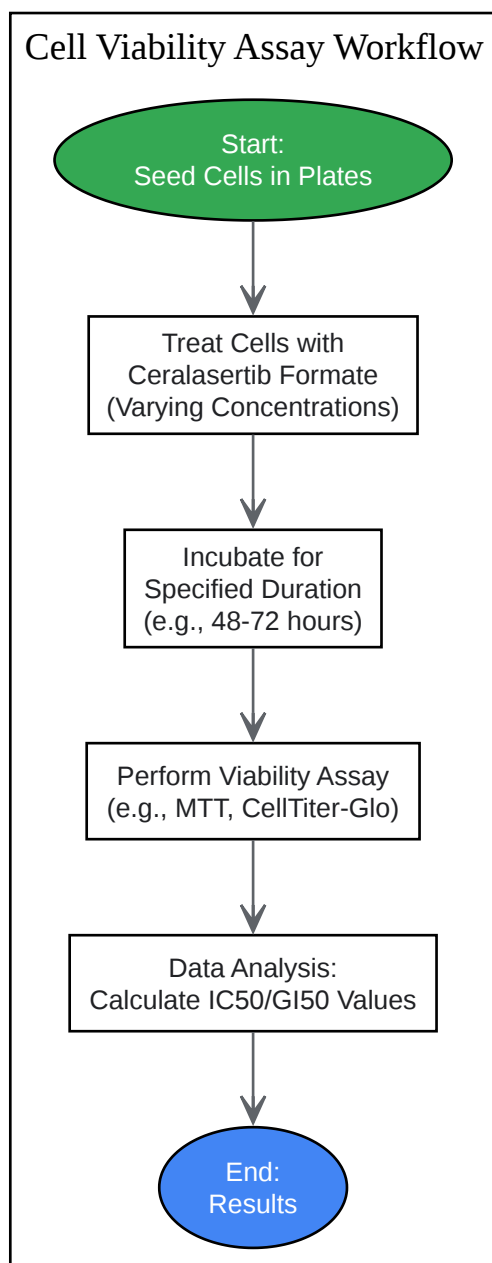 Cell Viability Assay Workflow
Start:
Seed Cells in Plates
Treat Cells with
Ceralasertib Formate
(Varying Concentrations)
Incubate for
Specified Duration
(e.g., 48-72 hours)
Perform Viability Assay
(e.g., MTT, CellTiter-Glo)
Data Analysis:
Calculate IC50/GI50 Values
End:
Results